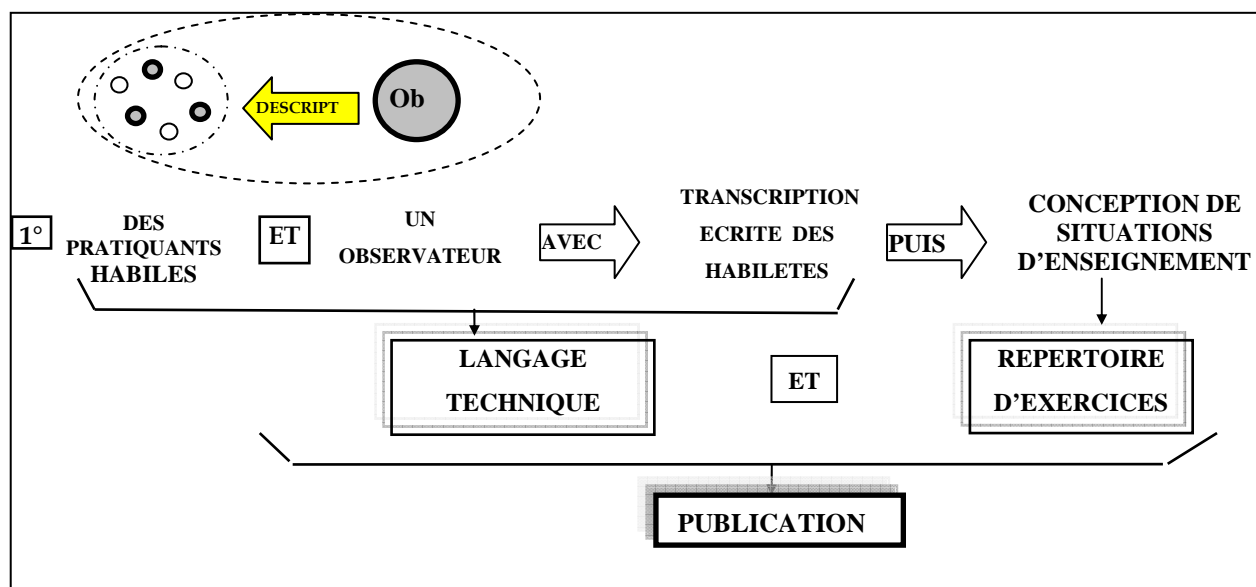 DESCRIPT
Ob
1°
DES
PRATIQUANTS
HABILES
ET
UN
OBSERVATEUR
AVEC
TRANSCRIPTION
ECRITE DES
HABILETES
PUIS
CONCEPTION DE
SITUATIONS
D’ENSEIGNEMENT
LANGAGE
TECHNIQUE
ET
REPERTOIRE
D’EXERCICES
PUBLICATION